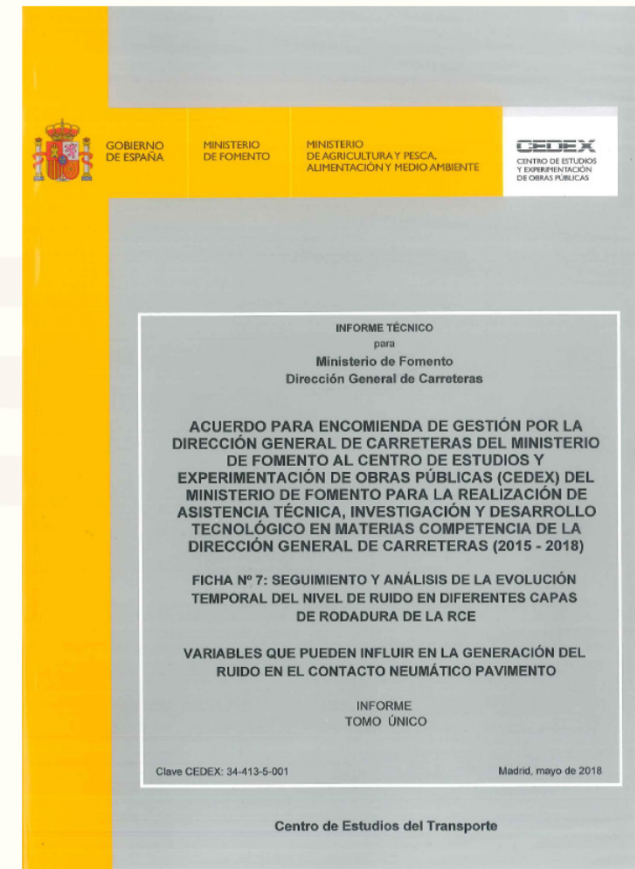 GOBIERNO
DE ESPAÑA
MINISTERIO
DE FOMENTO
MINISTERIO
DE AGRICULTURA Y PESCA,
ALIMENTACIÓN Y MEDIO AMBIENTE
CEDEX
CENTRO DE ESTUDIOS
Y EXPERIMENTACIÓN
DE OBRAS PÚBLICAS
INFORME TÉCNICO
para
Ministerio de Fomento
Dirección General de Carreteras
ACUERDO PARA ENCOMIENDA DE GESTIÓN POR LA
DIRECCIÓN GENERAL DE CARRETERAS DEL MINISTERIO
DE FOMENTO AL CENTRO DE ESTUDIOS Y
EXPERIMENTACIÓN DE OBRAS PÚBLICAS (CEDEX) DEL
MINISTERIO DE FOMENTO PARA LA REALIZACIÓN DE
ASISTENCIA TÉCNICA, INVESTIGACIÓN Y DESARROLLO
TECNOLÓGICO EN MATERIAS COMPETENCIA DE LA
DIRECCIÓN GENERAL DE CARRETERAS (2015 - 2018)
FICHA Nº 7: SEGUIMIENTO Y ANÁLISIS DE LA EVOLUCIÓN
TEMPORAL DEL NIVEL DE RUIDO EN DIFERENTES CAPAS
DE RODADURA DE LA RCE
VARIABLES QUE PUEDEN INFLUIR EN LA GENERACIÓN DEL
RUIDO EN EL CONTACTO NEUMÁTICO PAVIMENTO
INFORME
TOMO ÚNICO
Clave CEDEX: 34-413-5-001
Madrid, mayo de 2018
Centro de Estudios del Transporte